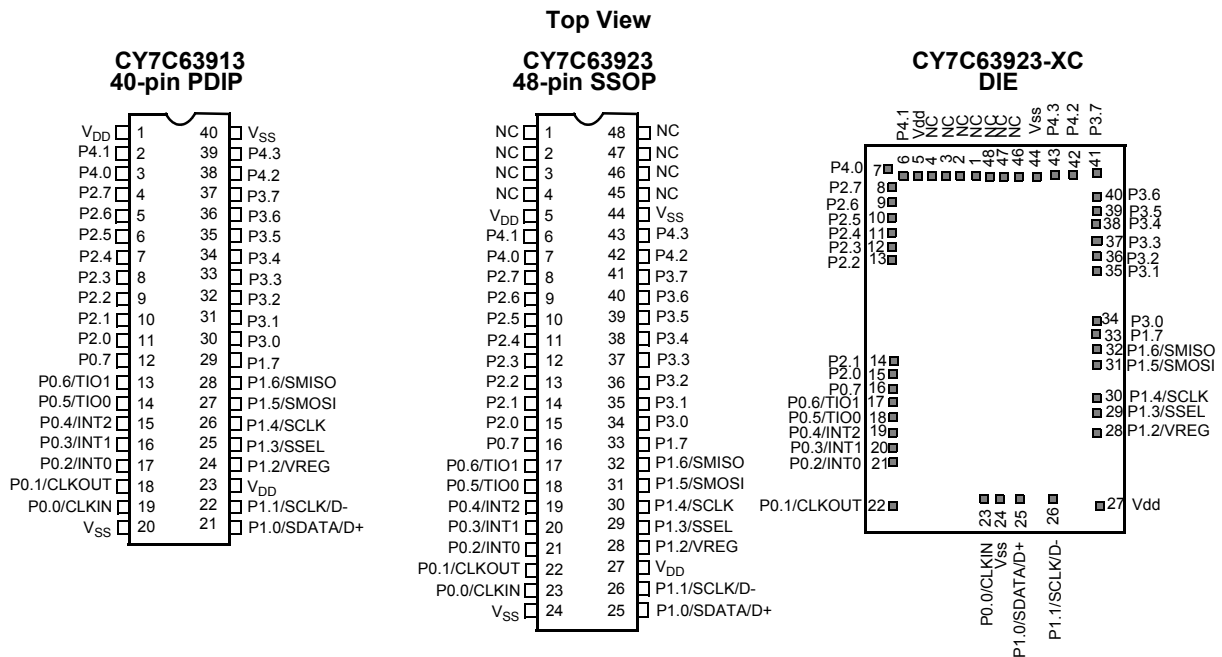 Top View
CY7C63913
40-pin PDIP
VDD 1 40 VSS
P4.1 2 39 P4.3
P4.0 3 38 P4.2
P2.7 4 37 P3.7
P2.6 5 36 P3.6
P2.5 6 35 P3.5
P2.4 7 34 P3.4
P2.3 8 33 P3.3
P2.2 9 32 P3.2
P2.1 10 31 P3.1
P2.0 11 30 P3.0
P0.7 12 29 P1.7
P0.6/TIO1 13 28 P1.6/SMISO
P0.5/TIO0 14 27 P1.5/SMOSI
P0.4/INT2 15 26 P1.4/SCLK
P0.3/INT1 16 25 P1.3/SSEL
P0.2/INT0 17 24 P1.2/VREG
P0.1/CLKOUT 18 23 VDD
P0.0/CLKIN 19 22 P1.1/SCLK/D-
VSS 20 21 P1.0/SDATA/D+
CY7C63923
48-pin SSOP
NC 1 48 NC
NC 2 47 NC
NC 3 46 NC
NC 4 45 NC
VDD 5 44 VSS
P4.1 6 43 P4.3
P4.0 7 42 P4.2
P2.7 8 41 P3.7
P2.6 9 40 P3.6
P2.5 10 39 P3.5
P2.4 11 38 P3.4
P2.3 12 37 P3.3
P2.2 13 36 P3.2
P2.1 14 35 P3.1
P2.0 15 34 P3.0
P0.7 16 33 P1.7
P0.6/TIO1 17 32 P1.6/SMISO
P0.5/TIO0 18 31 P1.5/SMOSI
P0.4/INT2 19 30 P1.4/SCLK
P0.3/INT1 20 29 P1.3/SSEL
P0.2/INT0 21 28 P1.2/VREG
P0.1/CLKOUT 22 27 VDD
P0.0/CLKIN 23 26 P1.1/SCLK/D-
VSS 24 25 P1.0/SDATA/D+
CY7C63923-XC
DIE
P4.1 Vdd NC NC NC NC NC NC NC Vss P4.3 P4.2 P3.7
6 5 4 3 2 1 48 47 46 44 43 42 41
P4.0 7
P2.7 8
P2.6 9
P2.5 10
P2.4 11
P2.3 12
P2.2 13
40 P3.6
39 P3.5
38 P3.4
37 P3.3
36 P3.2
35 P3.1
34 P3.0
33 P1.7
32 P1.6/SMISO
31 P1.5/SMOSI
P2.1 14
P2.0 15
P0.7 16
P0.6/TIO1 17
P0.5/TIO0 18
P0.4/INT2 19
P0.3/INT1 20
P0.2/INT0 21
30 P1.4/SCLK
29 P1.3/SSEL
28 P1.2/VREG
P0.1/CLKOUT 22
27 Vdd
23 24 25 26
P0.0/CLKIN
Vss
P1.0/SDATA/D+
P1.1/SCLK/D-